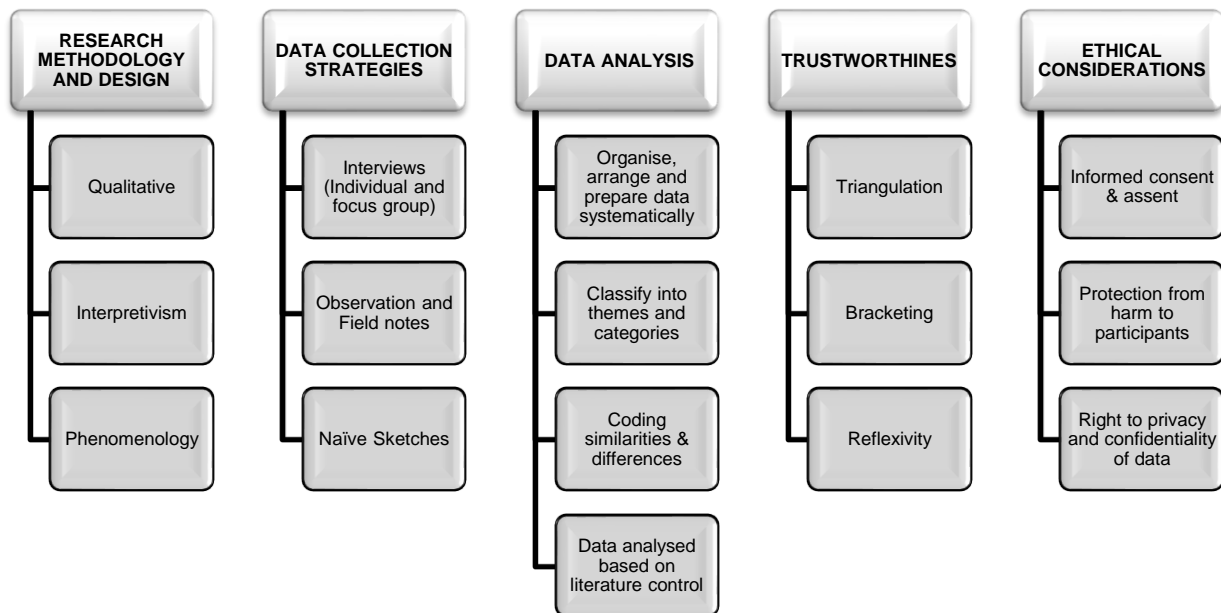 RESEARCH
METHODOLOGY
AND DESIGN
Qualitative
Interpretivism
Phenomenology
DATA COLLECTION
STRATEGIES
Interviews
(Individual and
focus group)
Observation and
Field notes
Naïve Sketches
DATA ANALYSIS
Organise,
arrange and
prepare data
systematically
Classify into
themes and
categories
Coding
similarities &
differences
Data analysed
based on
literature control
TRUSTWORTHINES
Triangulation
Bracketing
Reflexivity
ETHICAL
CONSIDERATIONS
Informed consent
& assent
Protection from
harm to
participants
Right to privacy
and confidentiality
of data